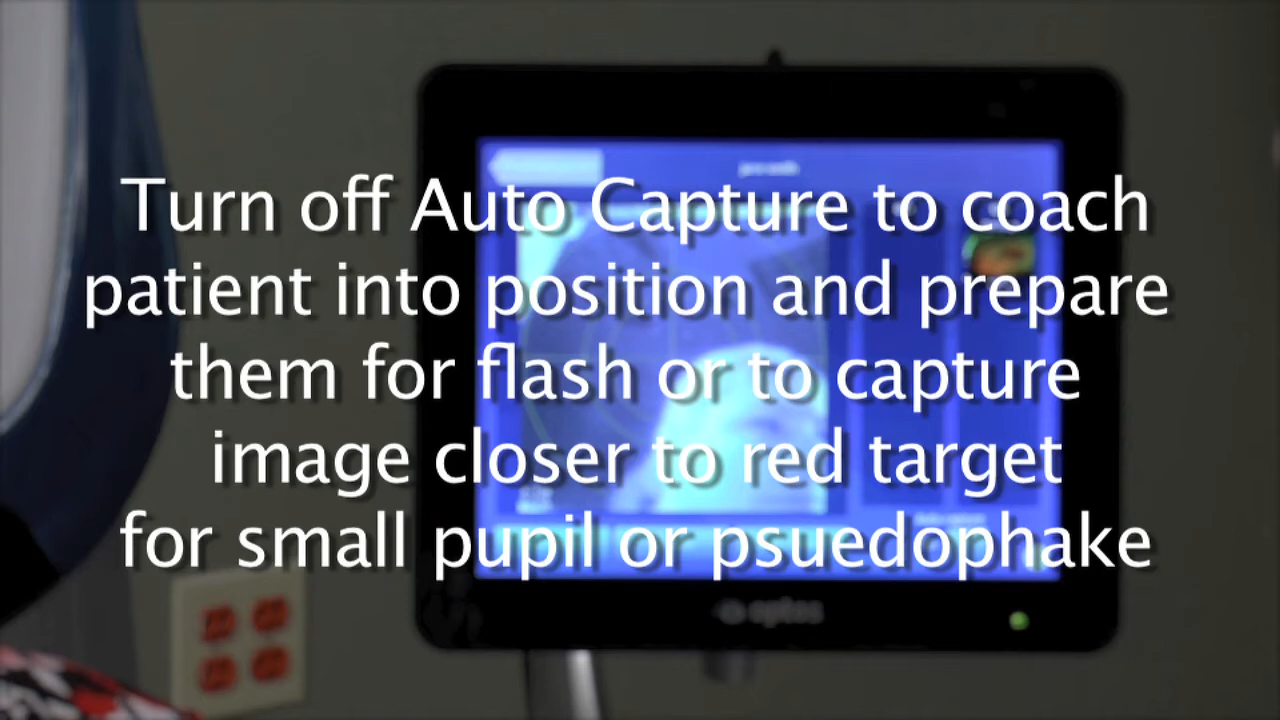 Turn off Auto Capture to coach
patient into position and prepare
them for flash or to capture
image closer to red target
for small pupil or psuedophake
optos